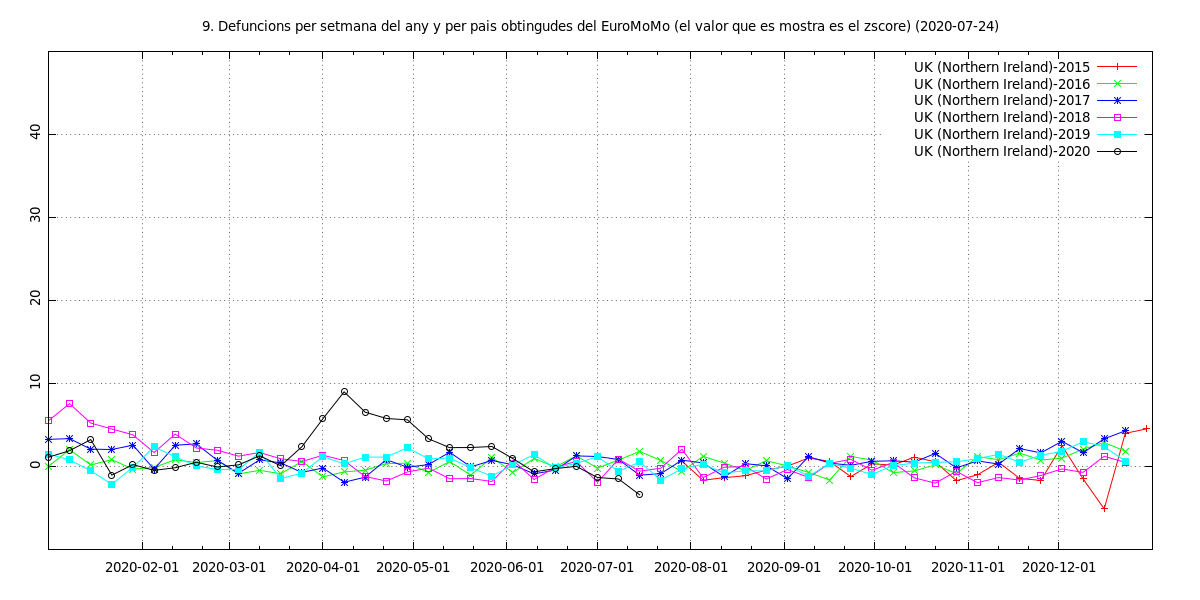 9. Defuncions per setmana del any y per pais obtingudes del EuroMoMo (el valor que es mostra es el zscore) (2020-07-24)
UK (Northern Ireland)-2015
UK (Northern Ireland)-2016
UK (Northern Ireland)-2017
UK (Northern Ireland)-2018
UK (Northern Ireland)-2019
UK (Northern Ireland)-2020
40
30
20
10
0
2020-02-01 2020-03-01 2020-04-01 2020-05-01 2020-06-01 2020-07-01 2020-08-01 2020-09-01 2020-10-01 2020-11-01 2020-12-01